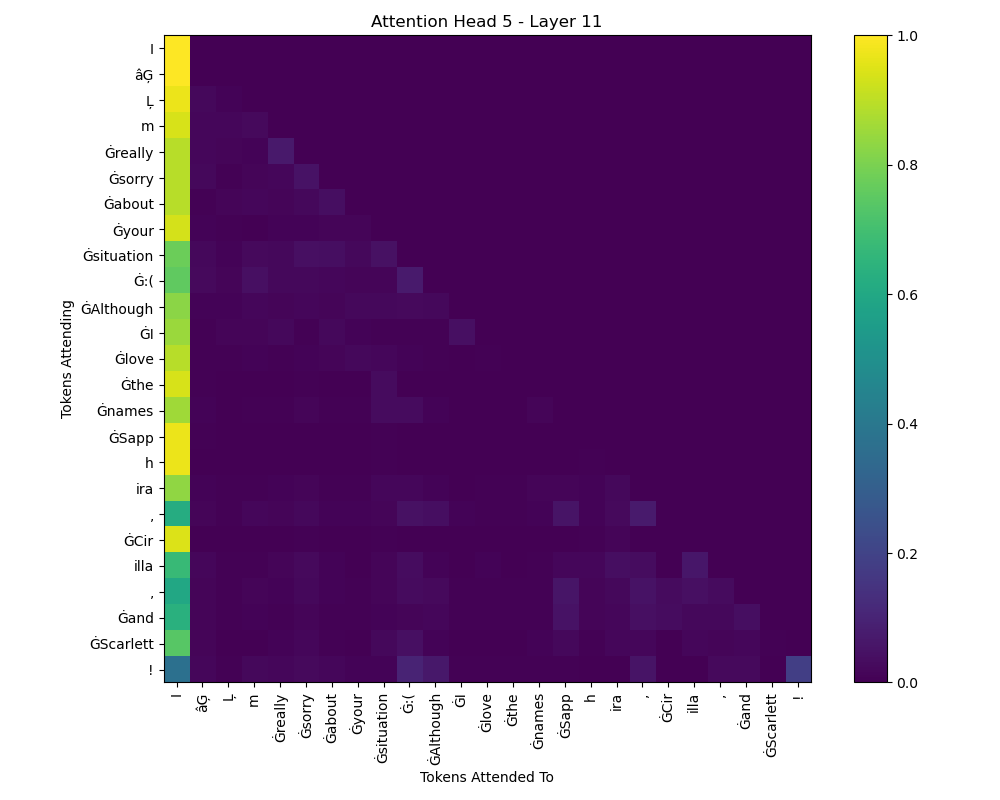 Attention Head 5 - Layer 11
Tokens Attending
I
âĢ
Ļ
m
Ġreally
Ġsorry
Ġabout
Ġyour
Ġsituation
Ġ:(
ĠAlthough
ĠI
Ġlove
Ġthe
Ġnames
ĠSapp
h
ira
,
ĠCir
illa
,
Ġand
ĠScarlett
!
I
âĢ
Ļ
m
Ġreally
Ġsorry
Ġabout
Ġyour
Ġsituation
Ġ:(
ĠAlthough
ĠI
Ġlove
Ġthe
Ġnames
ĠSapp
h
ira
,
ĠCir
illa
,
Ġand
ĠScarlett
!
Tokens Attended To
1.0
0.8
0.6
0.4
0.2
0.0